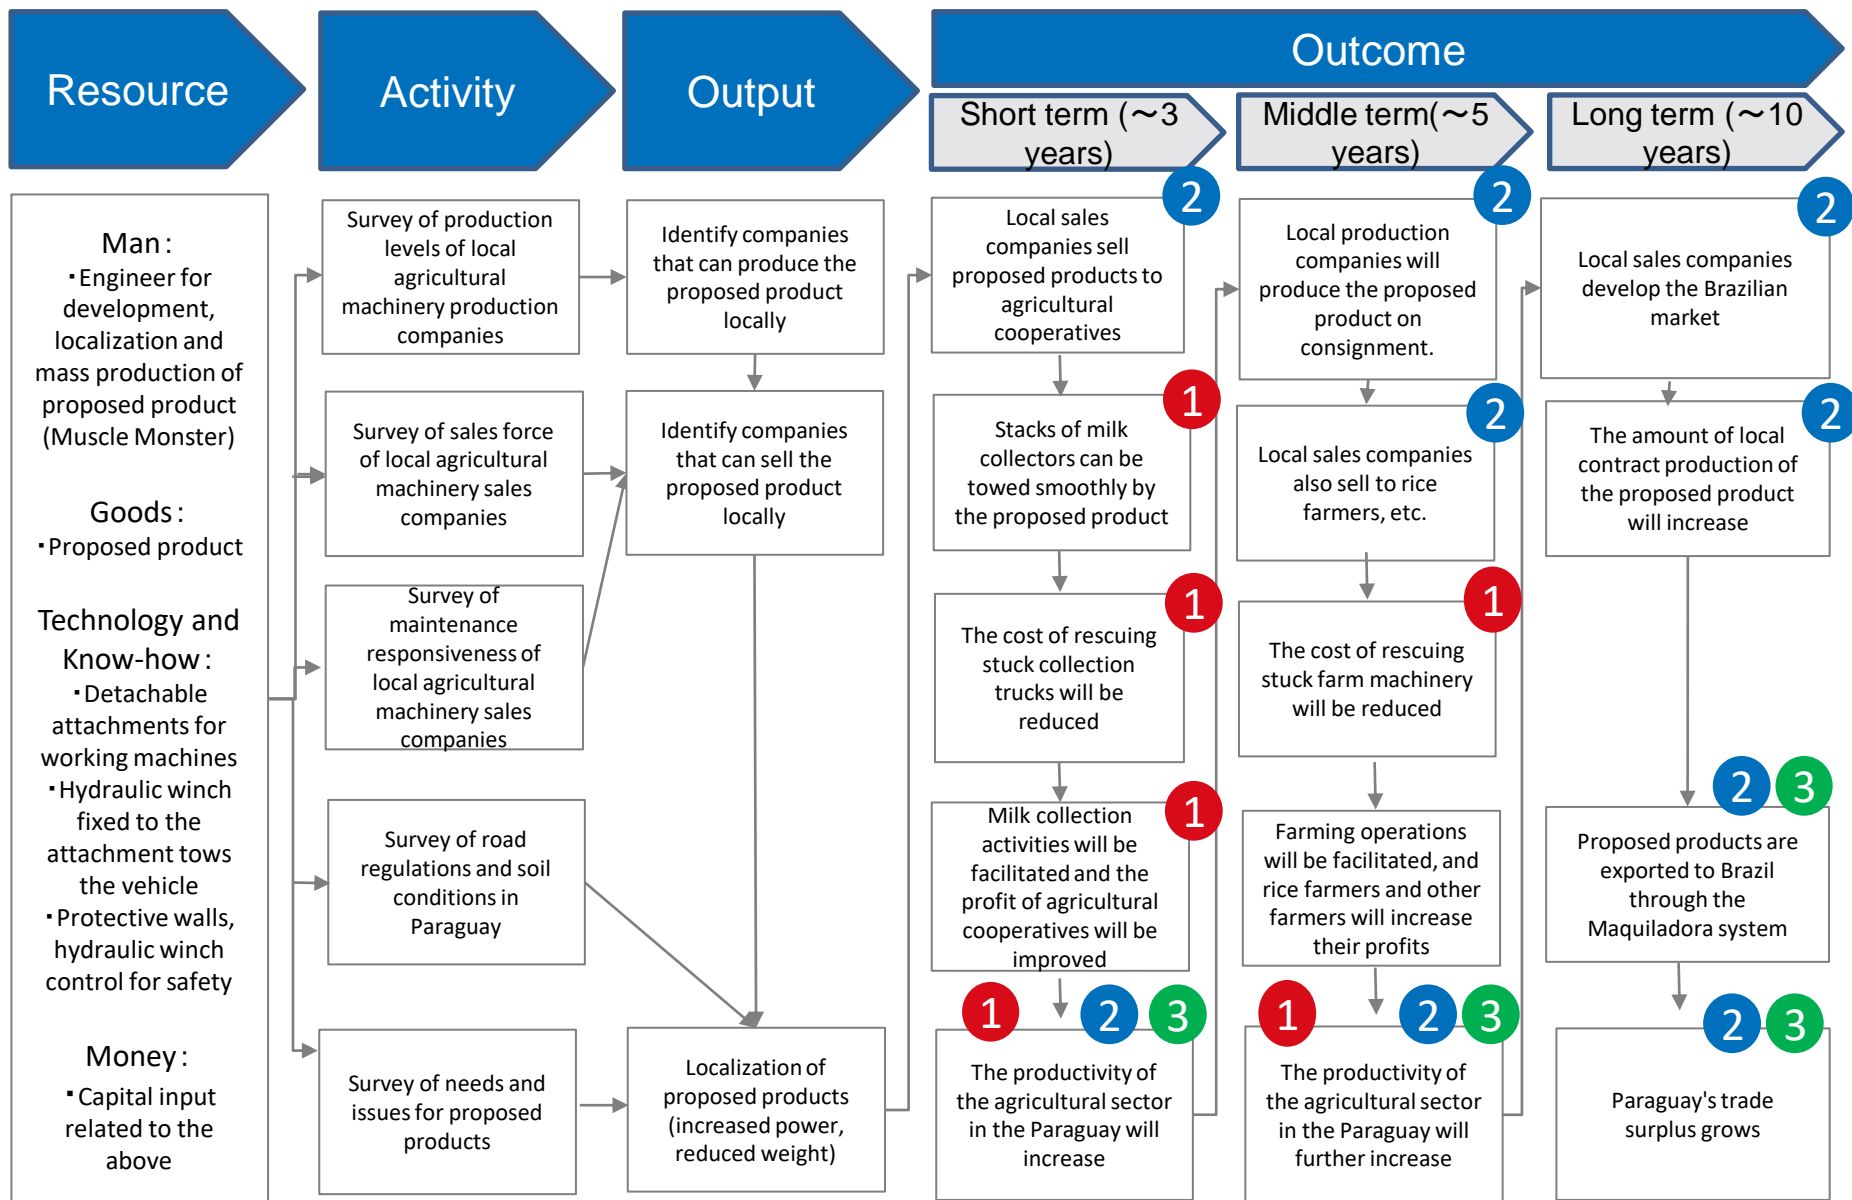 Resource
Activity
Output
Outcome
Short term (~3
years)
Middle term(~5
years)
Long term (~10
years)
Man:
・Engineer for
development,
localization and
mass production of
proposed product
(Muscle Monster)
Goods:
・Proposed product
Technology and
Know-how:
・Detachable
attachments for
working machines
・Hydraulic winch
fixed to the
attachment tows
the vehicle
・Protective walls,
hydraulic winch
control for safety
Money:
・Capital input
related to the
above
Survey of production
levels of local
agricultural
machinery production
companies
Survey of sales force
of local agricultural
machinery sales
companies
Survey of
maintenance
responsiveness of
local agricultural
machinery sales
companies
Survey of road
regulations and soil
conditions in
Paraguay
Survey of needs and
issues for proposed
products
Identify companies
that can produce the
proposed product
locally
Identify companies
that can sell the
proposed product
locally
Localization of
proposed products
(increased power,
reduced weight)
2
Local sales
companies sell
proposed products to
agricultural
cooperatives
1
Stacks of milk
collectors can be
towed smoothly by
the proposed product
1
The cost of rescuing
stuck collection
trucks will be
reduced
1
Milk collection
activities will be
facilitated and the
profit of agricultural
cooperatives will be
improved
1 2 3
The productivity of
the agricultural sector
in the Paraguay will
increase
2
Local production
companies will
produce the proposed
product on
consignment.
2
Local sales companies
also sell to rice
farmers, etc.
1
The cost of rescuing
stuck farm machinery
will be reduced
Farming operations
will be facilitated, and
rice farmers and other
farmers will increase
their profits
1 2 3
The productivity of
the agricultural sector
in the Paraguay will
further increase
2
Local sales companies
develop the Brazilian
market
2
The amount of local
contract production of
the proposed product
will increase
2 3
Proposed products are
exported to Brazil
through the
Maquiladora system
2 3
Paraguay's trade
surplus grows